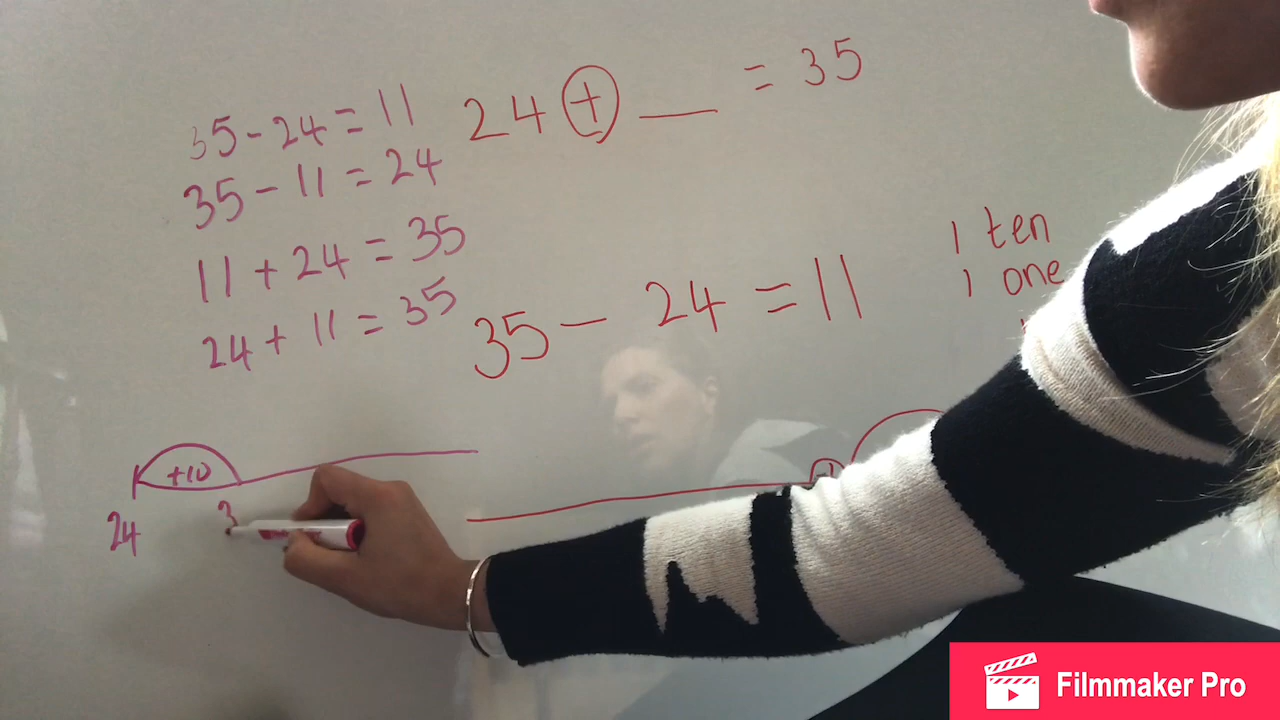 35 - 24 = 11
35 - 11 = 24
11 + 24 = 35
24 + 11 = 35
24 + __ = 35
35 - 24 = 11
1 ten
1 one
+10
24
3
Filmmaker Pro